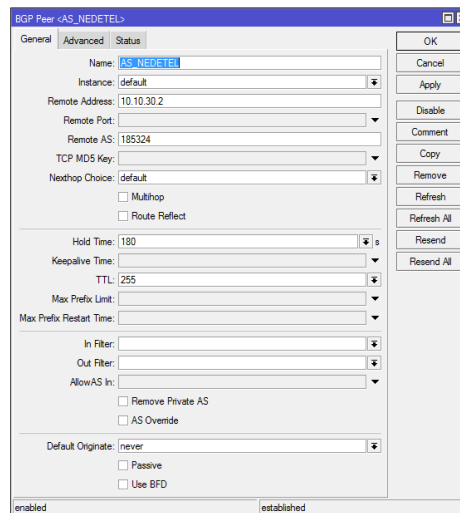 BGP Peer <AS_NEDETEL>
General Advanced Status
Name: AS_NEDETEL
Instance: default
Remote Address: 10.10.30.2
Remote Port:
Remote AS: 185324
TCP MD5 Key:
Nexthop Choice: default
Multihop
Route Reflect
Hold Time: 180 s
Keepalive Time:
TTL: 255
Max Prefix Limit:
Max Prefix Restart Time:
In Filter:
Out Filter:
AllowAS In:
Remove Private AS
AS Override
Default Originate: never
Passive
Use BFD
enabled established
OK
Cancel
Apply
Disable
Comment
Copy
Remove
Refresh
Refresh All
Resend
Resend All